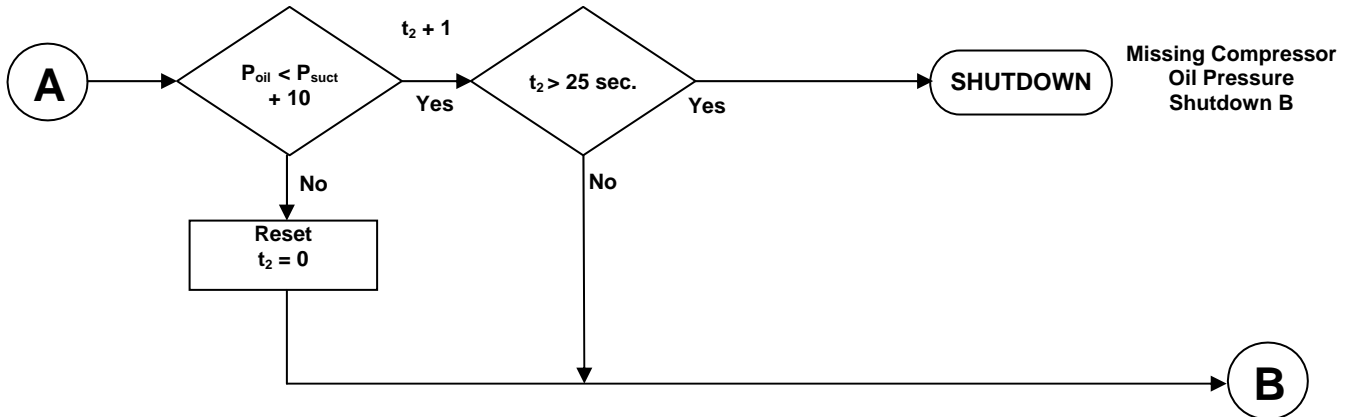 A
P_oil < P_suct
+ 10
t₂ + 1
Yes
t₂ > 25 sec.
Yes
SHUTDOWN
Missing Compressor
Oil Pressure
Shutdown B
No
No
Reset
t₂ = 0
B